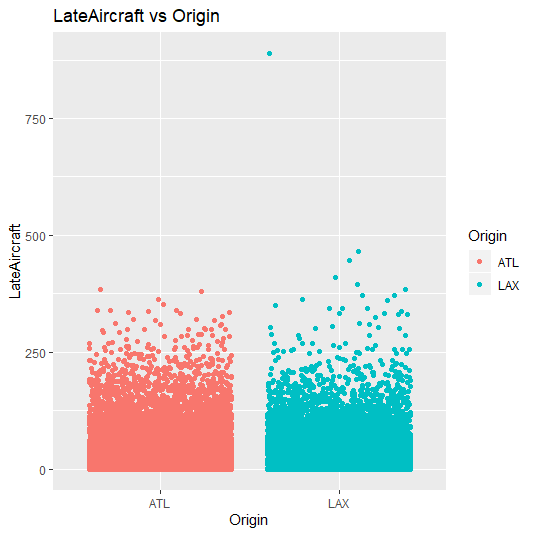 LateAircraft vs Origin
LateAircraft
750
500
250
0
ATL
LAX
Origin
Origin
ATL
LAX